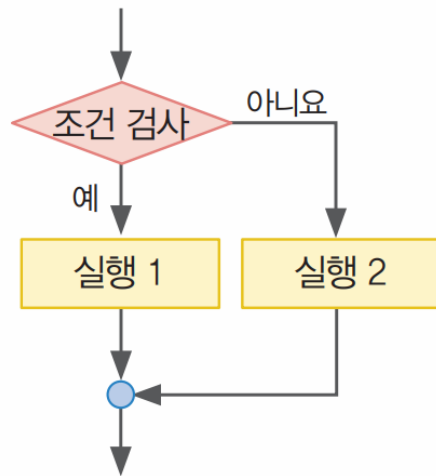 조건 검사
아니요
예
실행 1
실행 2